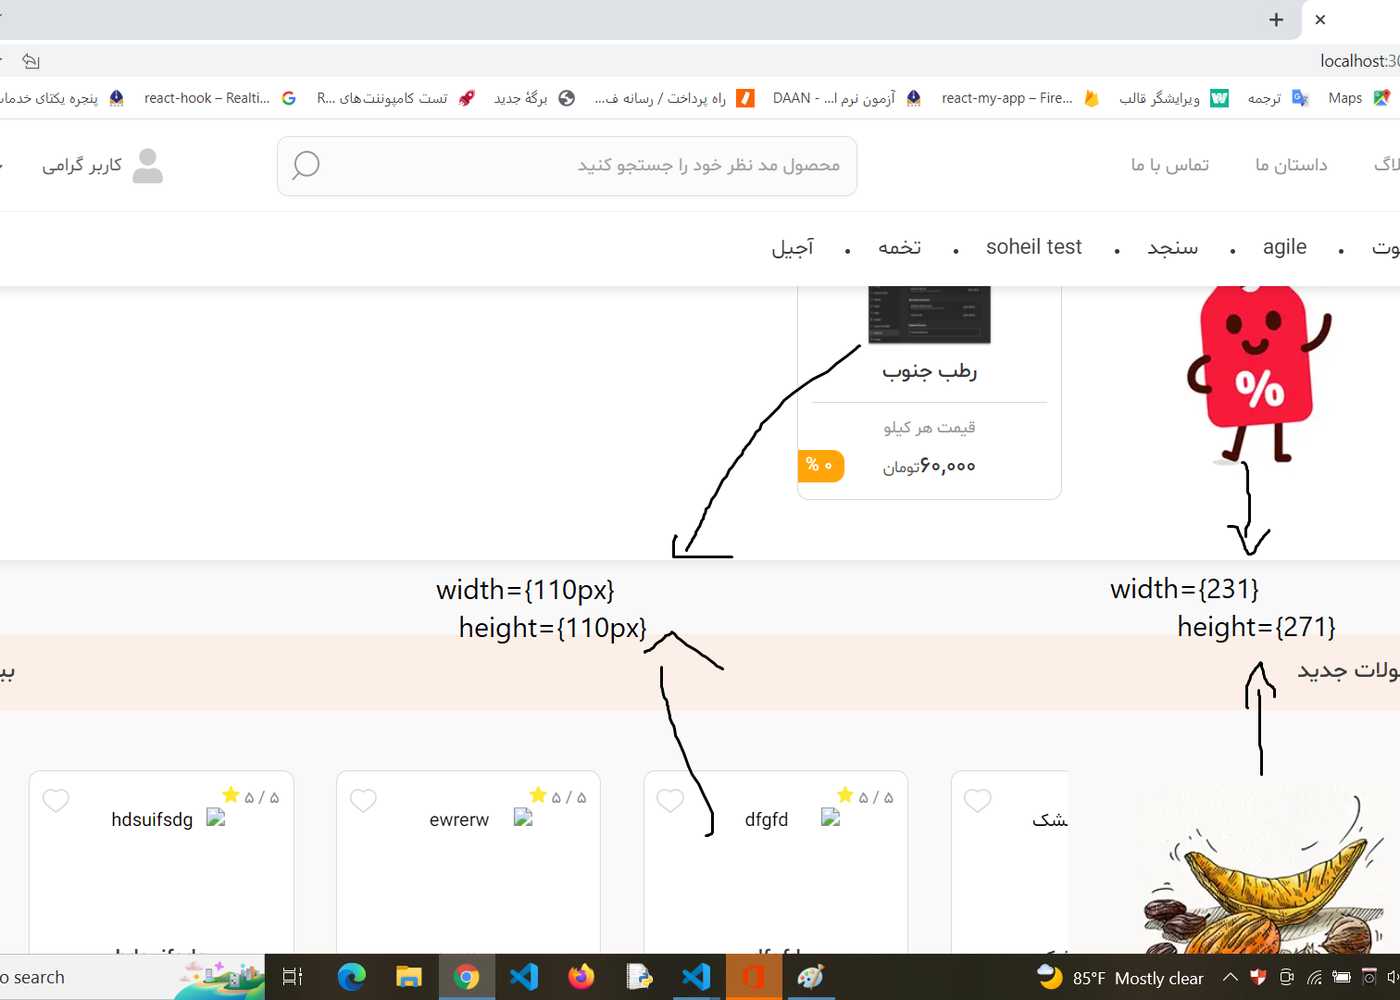 localhost:30
پنجره یکتای خدمات
react-hook – Realti...
تست کامپوننت‌های R...
برگهٔ جدید
راه پرداخت / رسانه ف...
آزمون نرم ا... - DAAN
react-my-app – Fire...
ویرایشگر قالب
ترجمه
Maps
کاربر گرامی
محصول مد نظر خود را جستجو کنید
تماس با ما
داستان ما
لاگ
آجیل • تخمه • soheil test • سنجد • agile • وت
رطب جنوب
%
قیمت هر کیلو
% ۰
۶۰,۰۰۰تومان
width={110px}
height={110px}
width={231}
height={271}
ولات جدید
۵ / ۵
hdsuifsdg
۵ / ۵
ewrerw
۵ / ۵
dfgfd
شک
o search
85°F Mostly clear